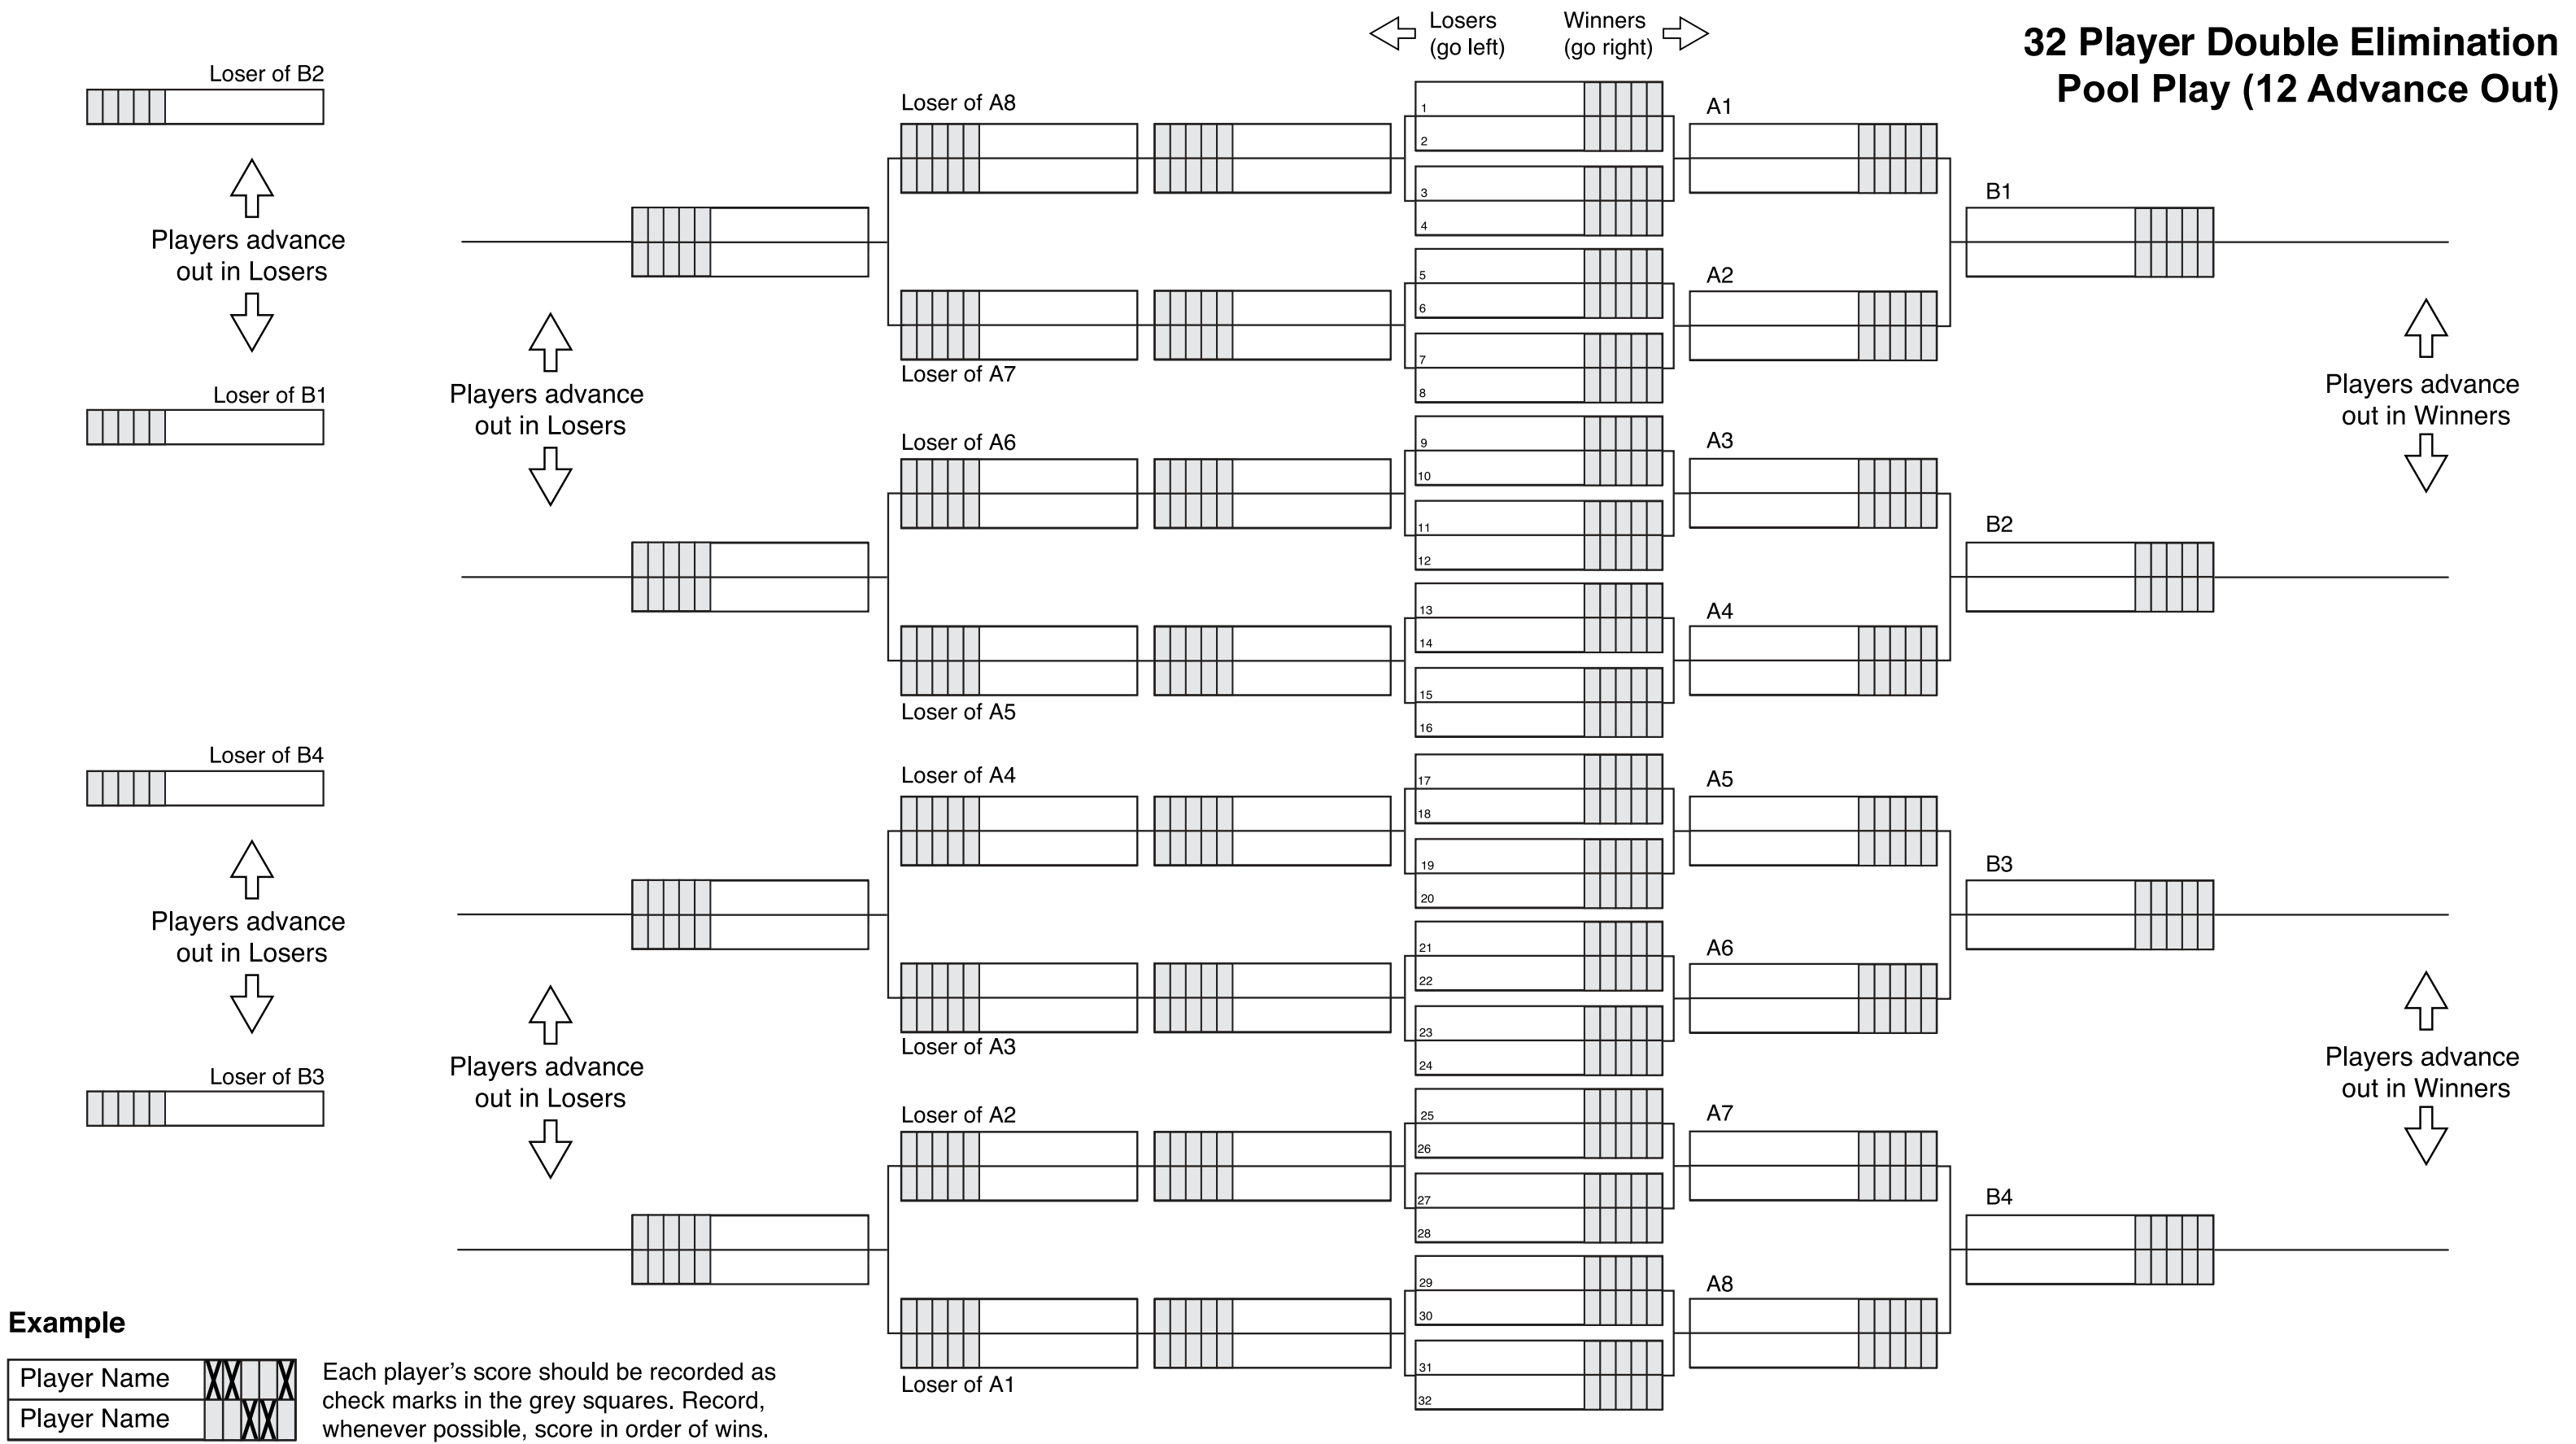 32 Player Double Elimination
Pool Play (12 Advance Out)
Losers
(go left)
Winners
(go right)
Loser of B2
Players advance
out in Losers
Loser of B1
Loser of B4
Players advance
out in Losers
Loser of B3
Players advance
out in Losers
Players advance
out in Losers
Loser of A8
Loser of A7
Loser of A6
Loser of A5
Loser of A4
Loser of A3
Loser of A2
Loser of A1
1
2
3
4
5
6
7
8
9
10
11
12
13
14
15
16
17
18
19
20
21
22
23
24
25
26
27
28
29
30
31
32
A1
A2
A3
A4
A5
A6
A7
A8
B1
B2
B3
B4
Players advance
out in Winners
Players advance
out in Winners
Example
Player Name XX X
Player Name XX
Each player’s score should be recorded as
check marks in the grey squares. Record,
whenever possible, score in order of wins.